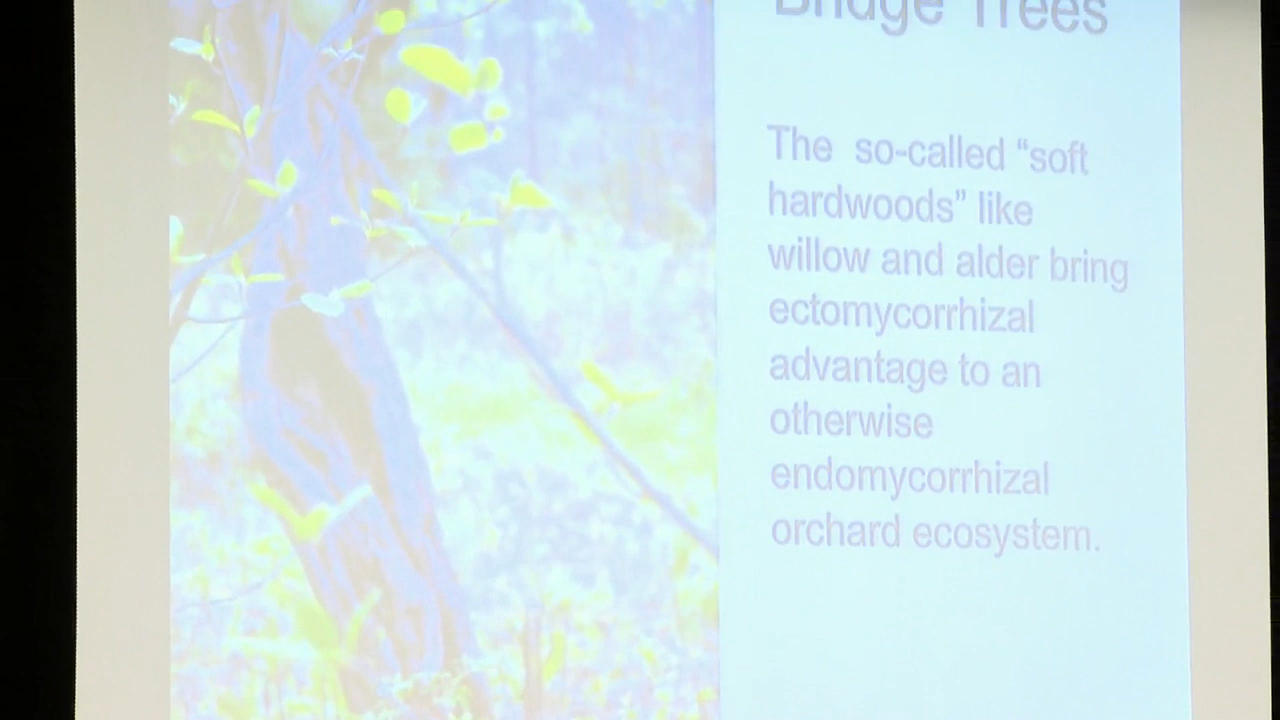 Bridge Trees
The so-called “soft
hardwoods” like
willow and alder bring
ectomycorrhizal
advantage to an
otherwise
endomycorrhizal
orchard ecosystem.